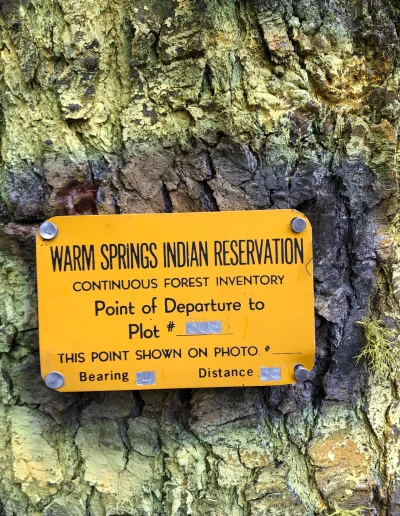 WARM SPRINGS INDIAN RESERVATION
CONTINUOUS FOREST INVENTORY
Point of Departure to
Plot #
THIS POINT SHOWN ON PHOTO #
Bearing Distance